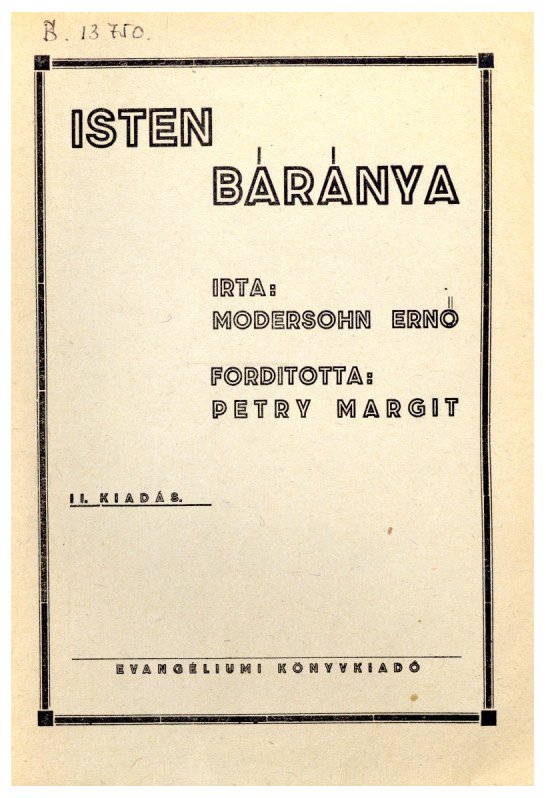 B. 13750.
ISTEN
BÁRÁNYA
IRTA:
MODERSOHN ERNŐ
FORDITOTTA:
PETRY MARGIT
II. KIADÁS.
EVANGÉLIUMI KÖNYVKIADÓ